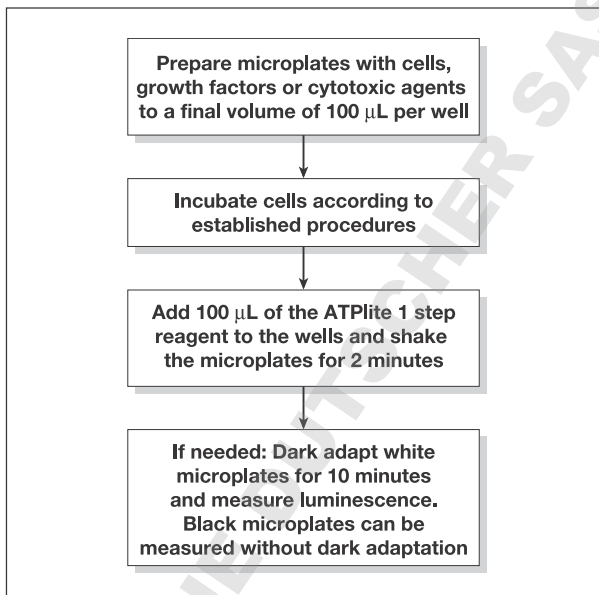 Prepare microplates with cells,
growth factors or cytotoxic agents
to a final volume of 100 µL per well
Incubate cells according to
established procedures
Add 100 µL of the ATPlite 1 step
reagent to the wells and shake
the microplates for 2 minutes
If needed: Dark adapt white
microplates for 10 minutes
and measure luminescence.
Black microplates can be
measured without dark adaptation
DUTSCHER SAS